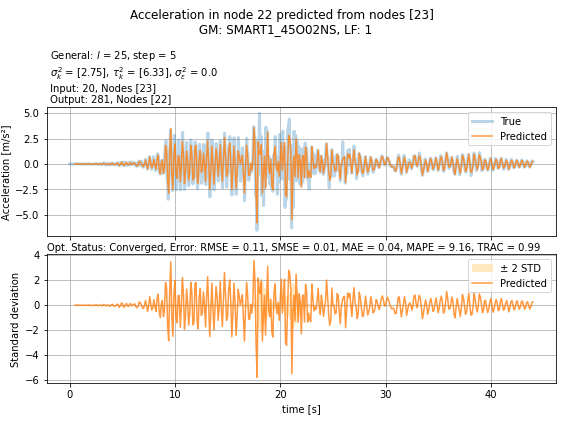 Acceleration in node 22 predicted from nodes [23]
GM: SMART1_45O02NS, LF: 1
General: l = 25, step = 5
σ²ₖ = [2.75], τ²ₖ = [6.33], σ²ε = 0.0
Input: 20, Nodes [23]
Output: 281, Nodes [22]
5.0
2.5
0.0
−2.5
−5.0
Acceleration [m/s²]
True
Predicted
Opt. Status: Converged, Error: RMSE = 0.11, SMSE = 0.01, MAE = 0.04, MAPE = 9.16, TRAC = 0.99
4
2
0
−2
−4
−6
Standard deviation
± 2 STD
Predicted
0 10 20 30 40
time [s]